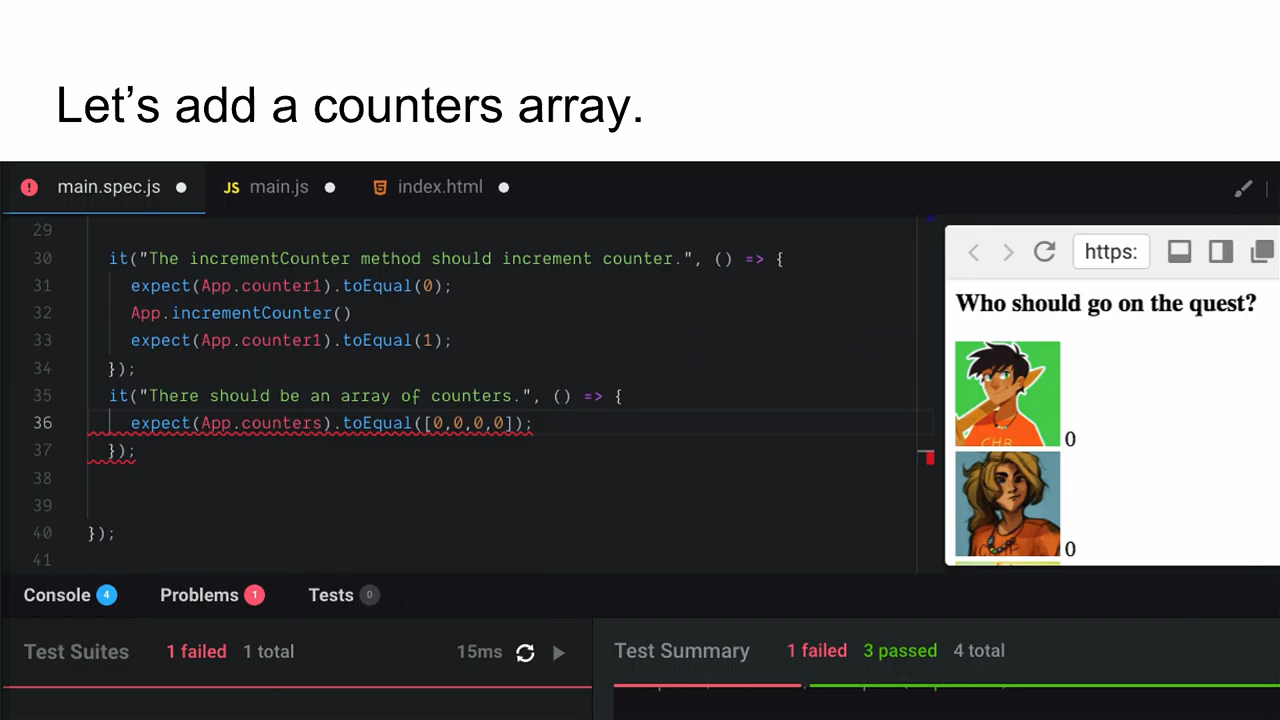 Let’s add a counters array.
main.spec.js
JS main.js
index.html
29
30 it("The incrementCounter method should increment counter.", () => {
31 expect(App.counter1).toEqual(0);
32 App.incrementCounter()
33 expect(App.counter1).toEqual(1);
34 });
35 it("There should be an array of counters.", () => {
36 expect(App.counters).toEqual([0,0,0,0]);
37 });
38
39
40 });
41
https:
Who should go on the quest?
CHB
0
0
Console 4 Problems 1 Tests 0
Test Suites 1 failed 1 total 15ms
Test Summary 1 failed 3 passed 4 total